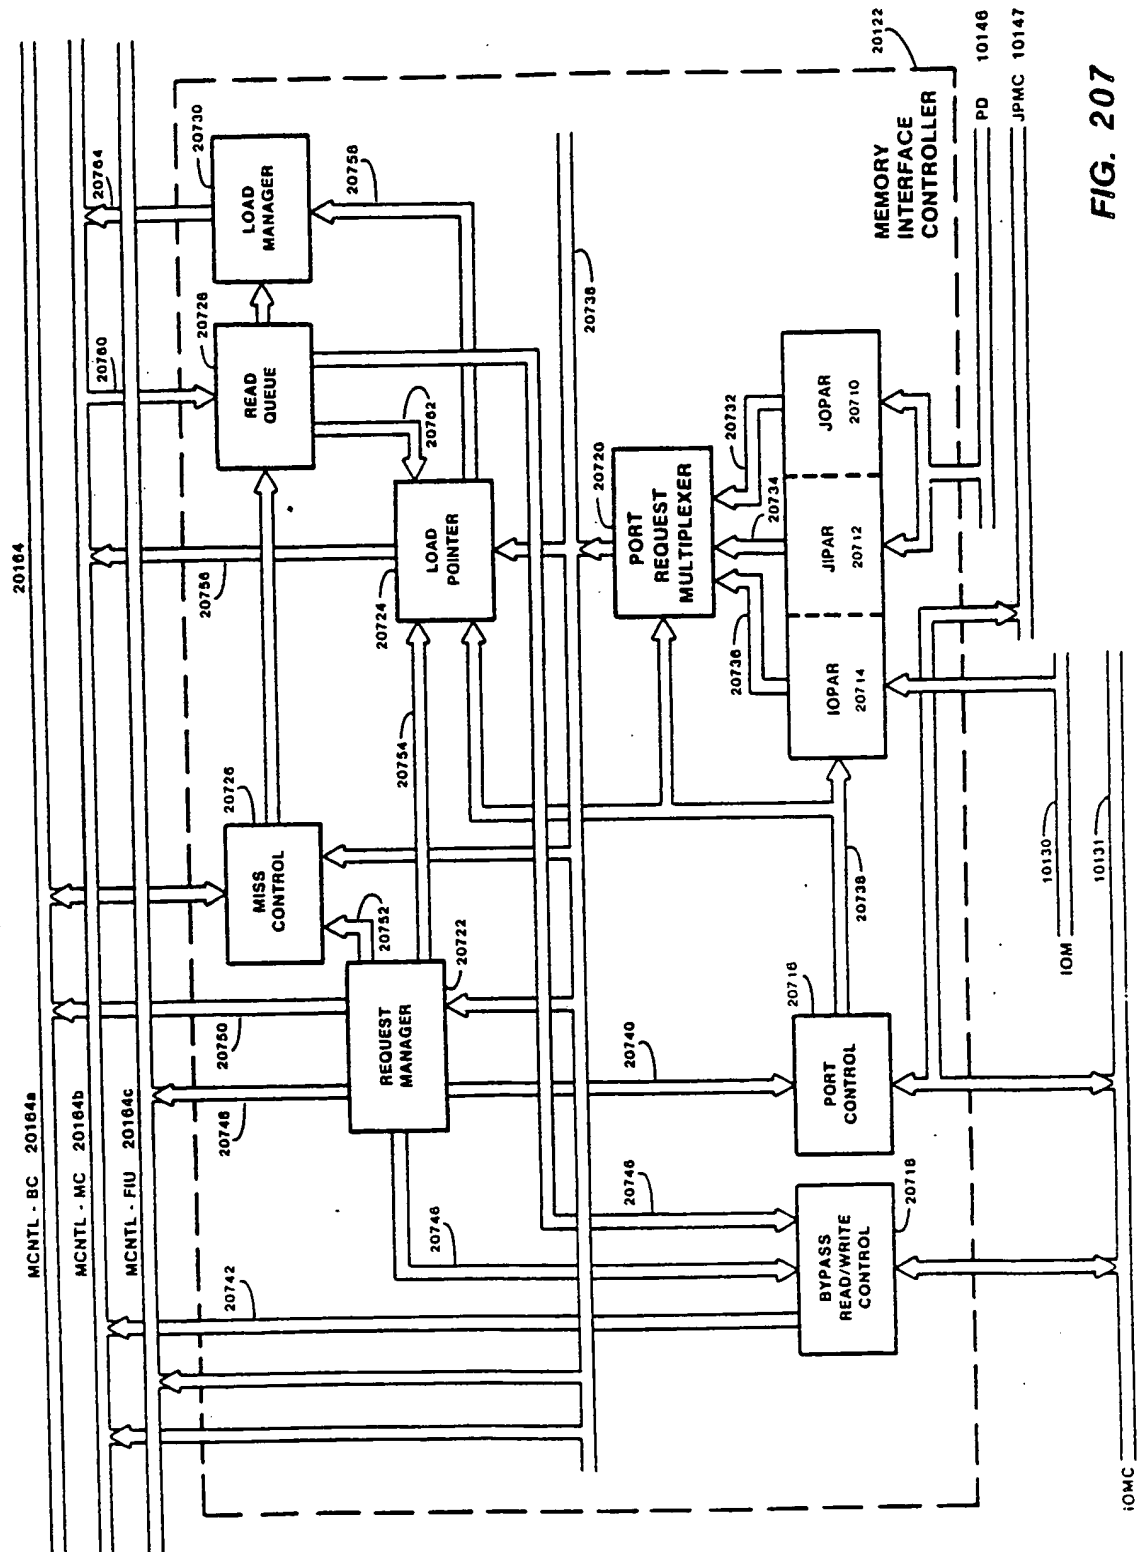 20164
MCNTL - BC 20164a
MCNTL - MC 20164b
MCNTL - FIU 20164c
20742
20748
20750
20756
20760
20764
MISS
CONTROL
20726
READ
QUEUE
20728
LOAD
MANAGER
20730
REQUEST
MANAGER
20722
20752
20754
LOAD
POINTER
20724
20762
20758
20746
20746
20740
20738
PORT
REQUEST
MULTIPLEXER
20720
20736
20734
20732
BYPASS
READ/WRITE
CONTROL
20718
PORT
CONTROL
20716
20738
IOPAR
20714
JIPAR
20712
JOPAR
20710
MEMORY
INTERFACE
CONTROLLER
20122
PD 10146
JPMC 10147
IOM
10130
10131
IOMC
FIG. 207